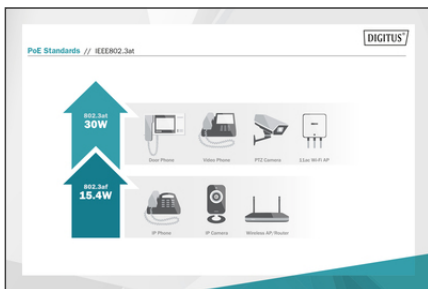 DIGITUS®
PoE Standards // IEEE802.3at
802.3at
30W
Door Phone
Video Phone
PTZ Camera
11ac Wi-Fi AP
802.3af
15.4W
IP Phone
IP Camera
Wireless AP/Router